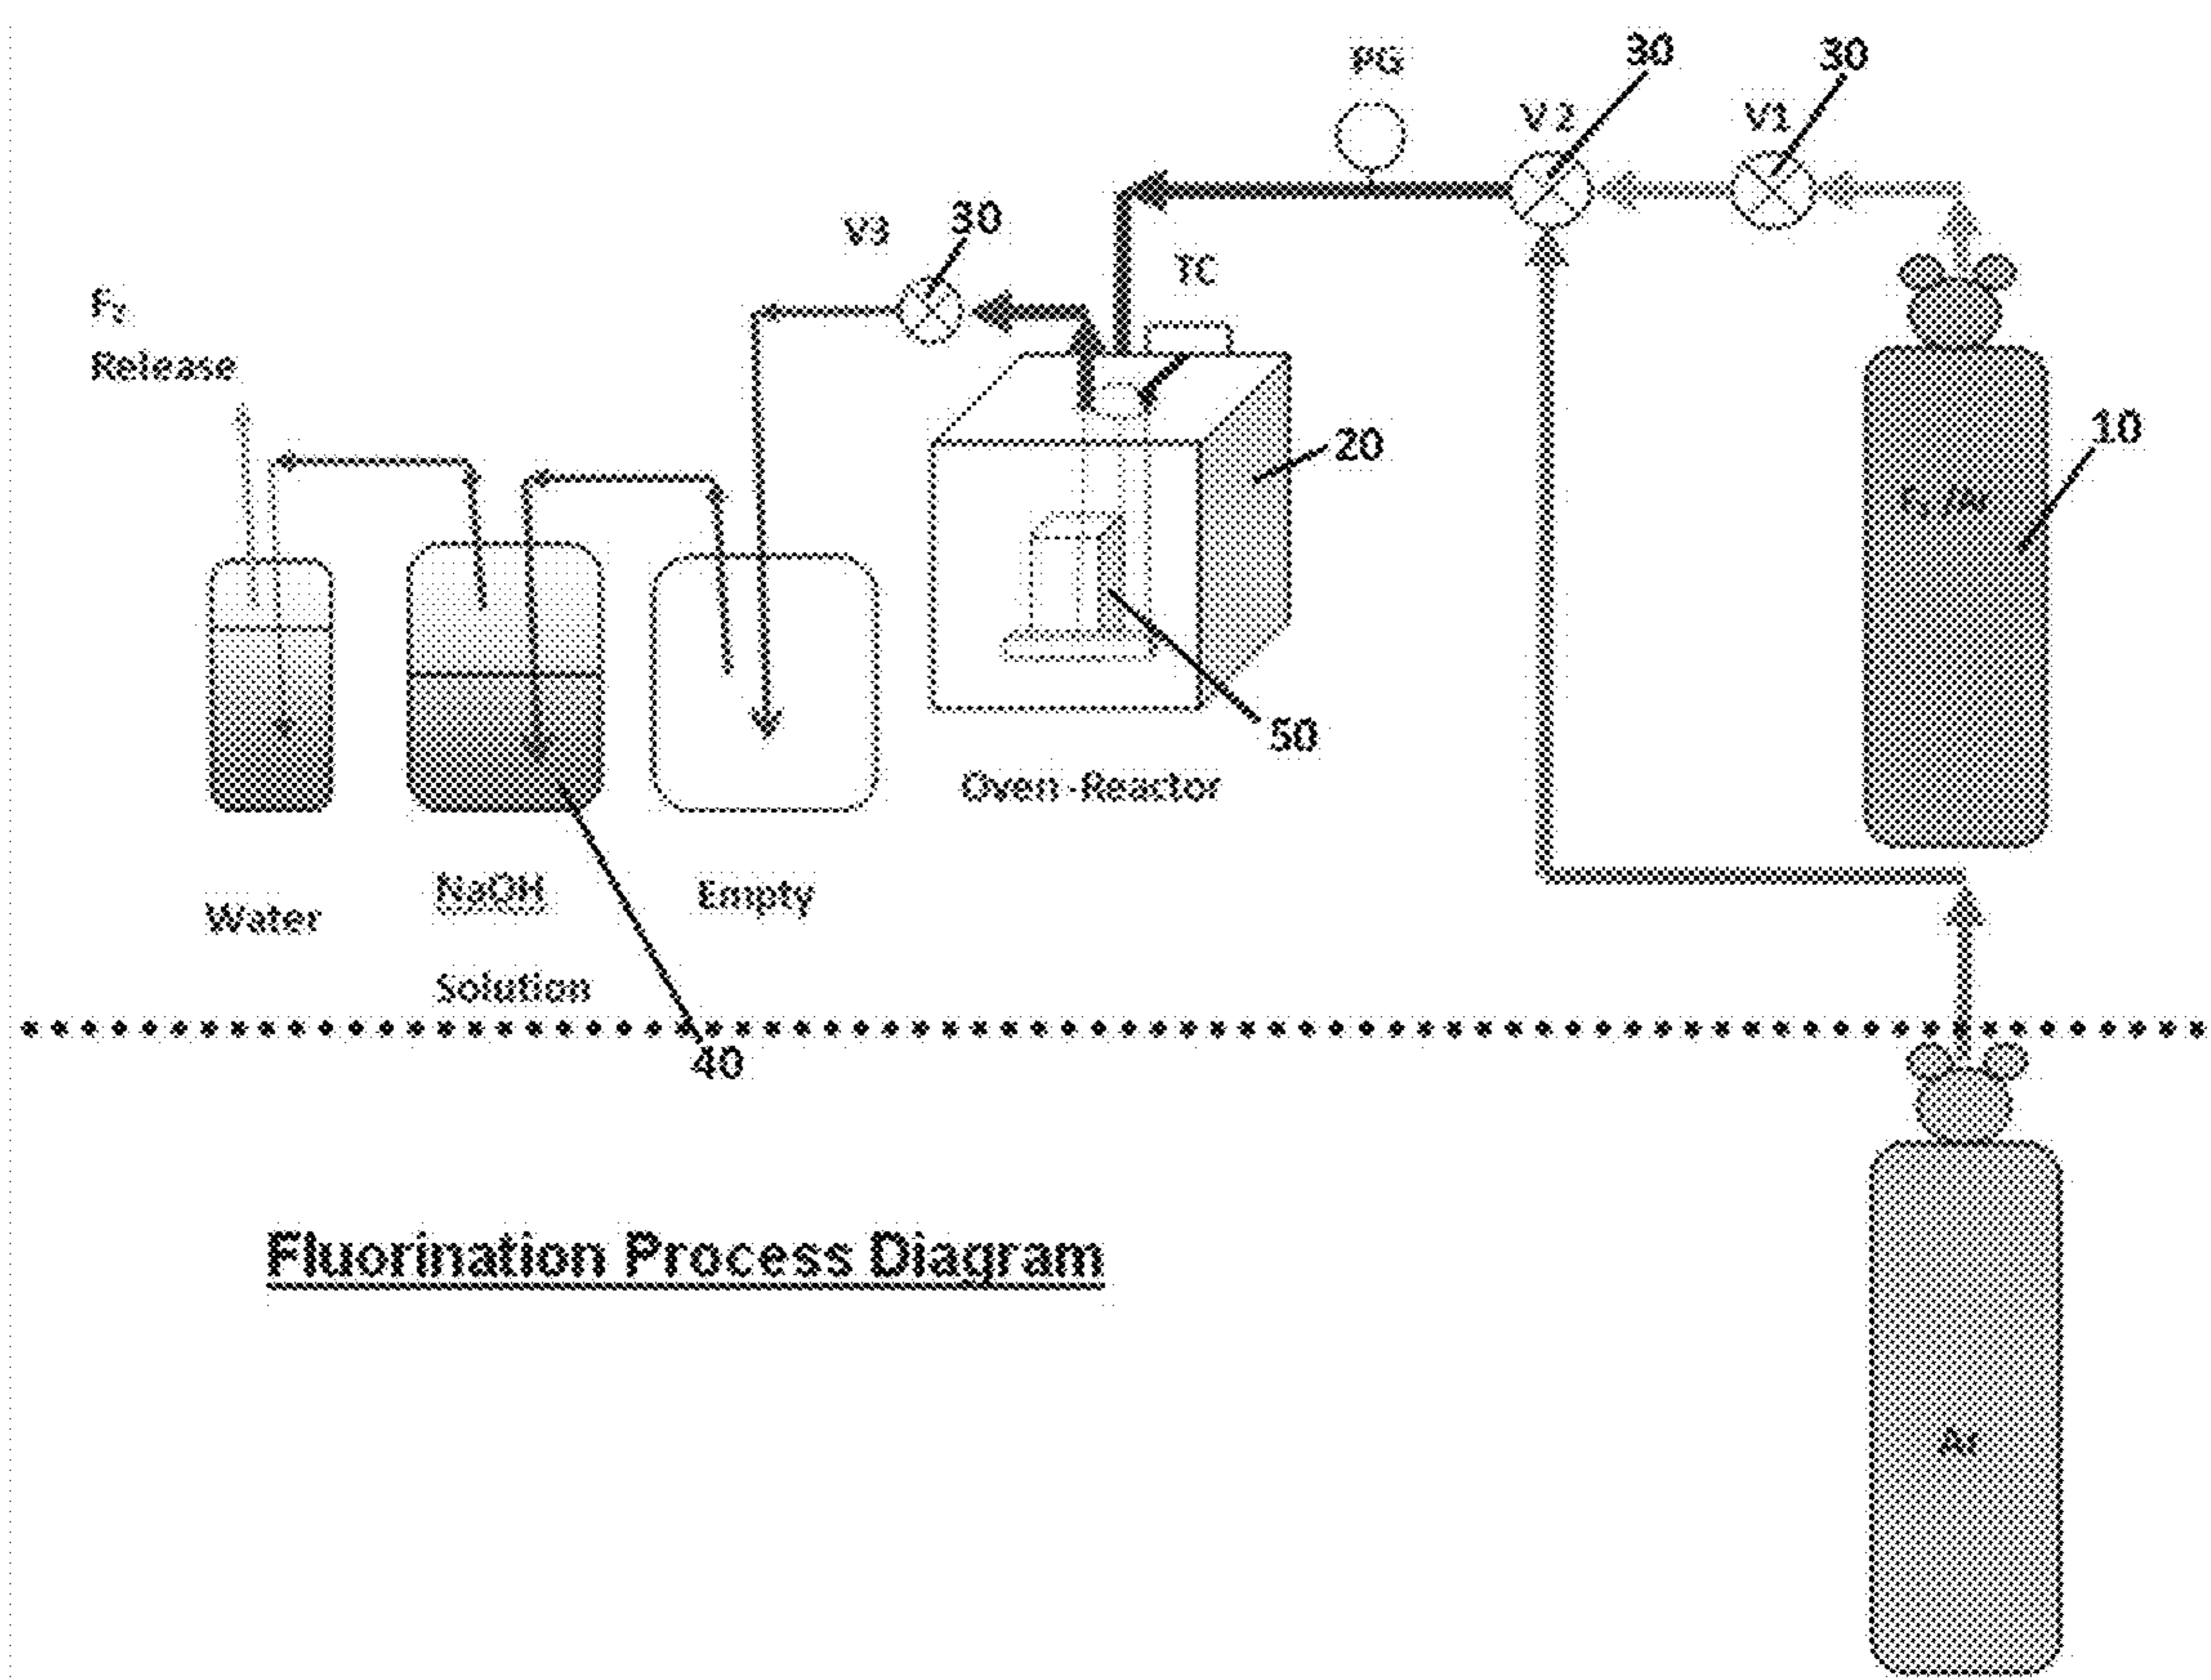 PG
30
30
V 2
V1
V3
30
TC
F2
Release
10
20
50
Oven -Reactor
NaOH
Empty
Water
Solution
40
Fluorination Process Diagram
Ar